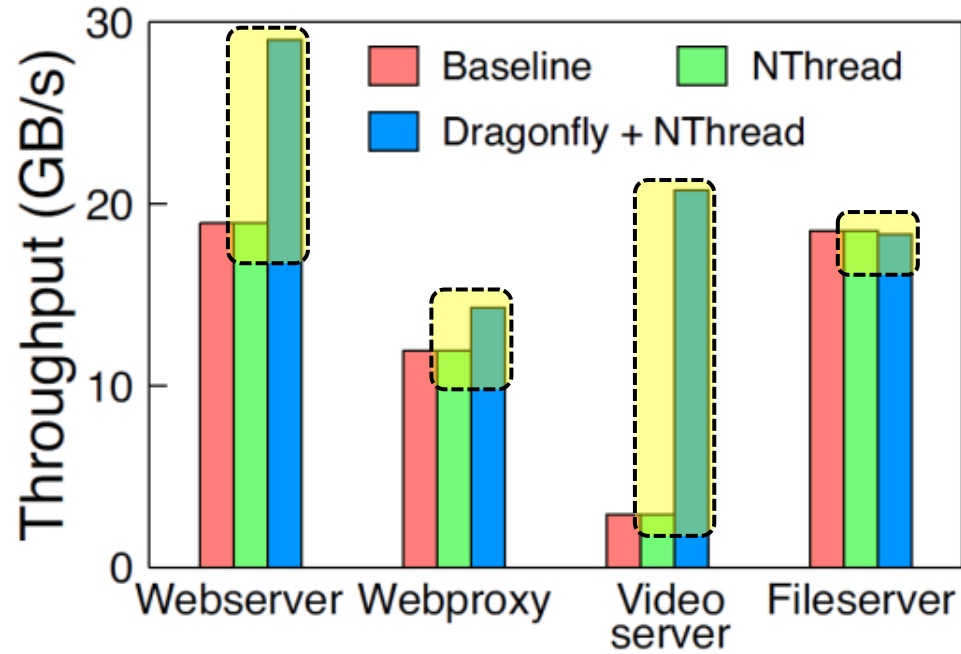 Throughput (GB/s)
30
20
10
0
Baseline
NThread
Dragonfly + NThread
Webserver
Webproxy
Video
server
Fileserver